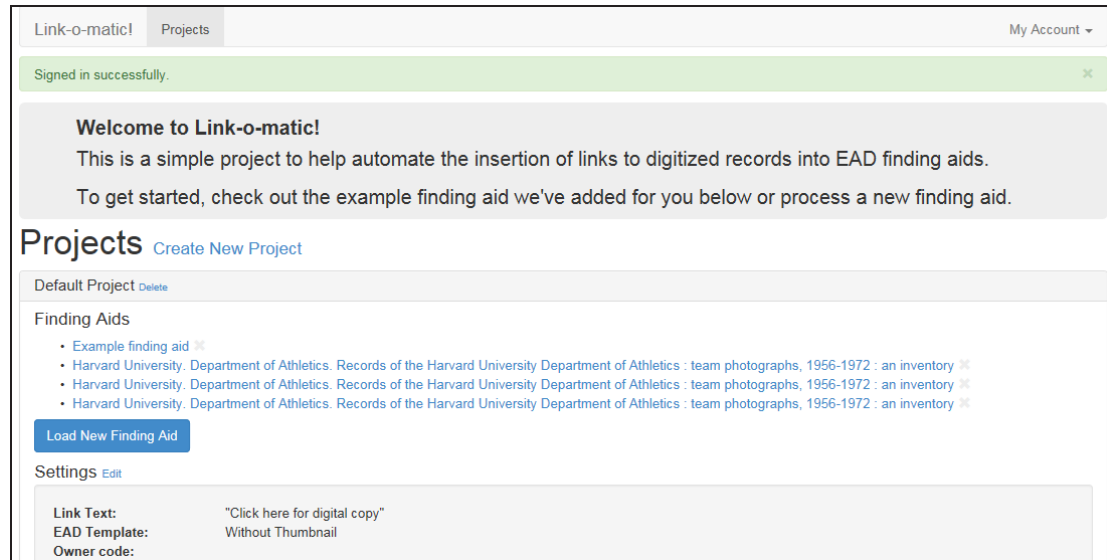 Link-o-matic! Projects My Account
Signed in successfully. ×
Welcome to Link-o-matic!
This is a simple project to help automate the insertion of links to digitized records into EAD finding aids.
To get started, check out the example finding aid we've added for you below or process a new finding aid.
Projects Create New Project
Default Project Delete
Finding Aids
• Example finding aid
• Harvard University. Department of Athletics. Records of the Harvard University Department of Athletics : team photographs, 1956-1972 : an inventory
• Harvard University. Department of Athletics. Records of the Harvard University Department of Athletics : team photographs, 1956-1972 : an inventory
• Harvard University. Department of Athletics. Records of the Harvard University Department of Athletics : team photographs, 1956-1972 : an inventory
Load New Finding Aid
Settings Edit
Link Text: "Click here for digital copy"
EAD Template: Without Thumbnail
Owner code: